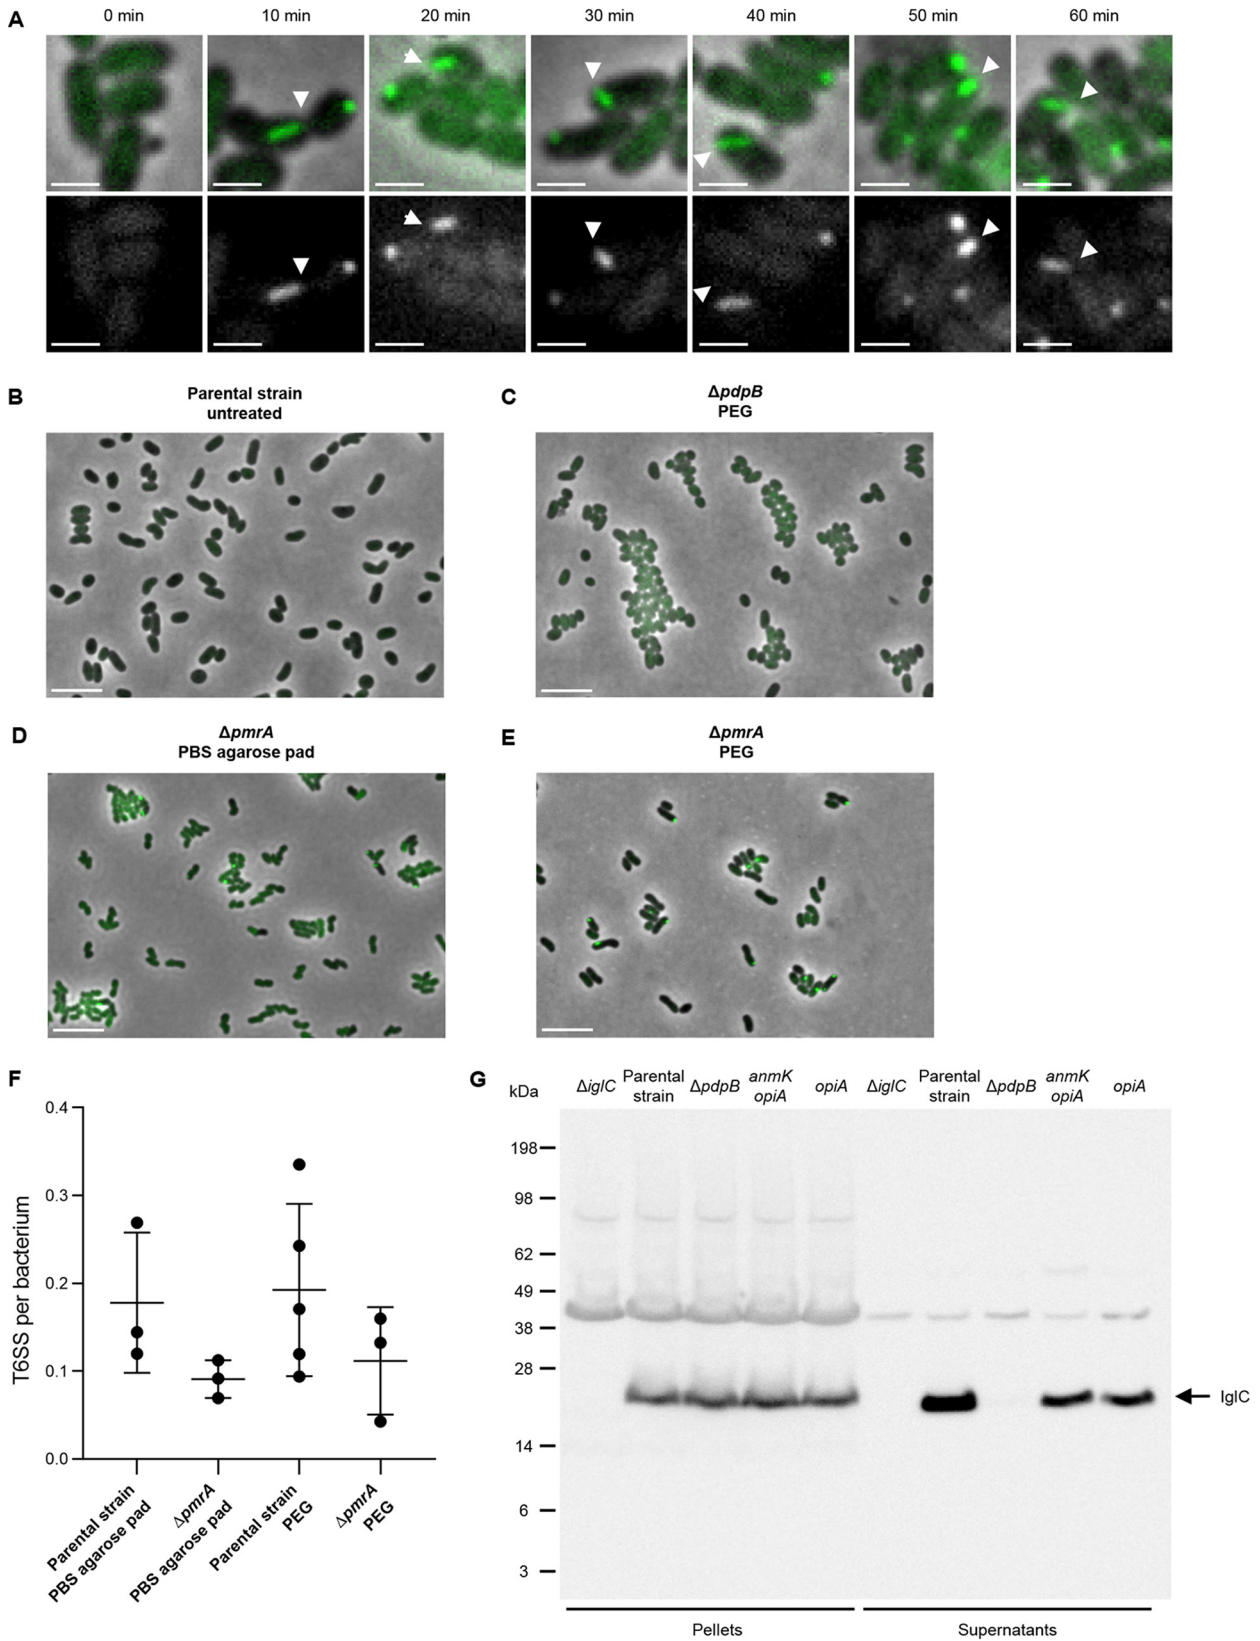 A
0 min
10 min
20 min
30 min
40 min
50 min
60 min
B
Parental strain
untreated
C
ΔpdpB
PEG
D
ΔpmrA
PBS agarose pad
E
ΔpmrA
PEG
F
T6SS per bacterium
0.4
0.3
0.2
0.1
0.0
Parental strain
PBS agarose pad
ΔpmrA
PBS agarose pad
Parental strain
PEG
ΔpmrA
PEG
G
kDa
ΔiglC
Parental
strain
ΔpdpB
anmK
opiA
opiA
ΔiglC
Parental
strain
ΔpdpB
anmK
opiA
opiA
198
98
62
49
38
28
14
6
3
IglC
Pellets
Supernatants